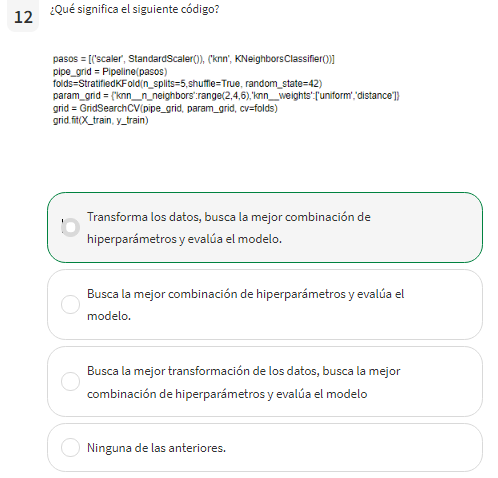 12
¿Qué significa el siguiente código?
pasos = [('scaler', StandardScaler()), ('knn', KNeighborsClassifier())]
pipe_grid = Pipeline(pasos)
folds=StratifiedKFold(n_splits=5,shuffle=True, random_state=42)
param_grid = {'knn__n_neighbors':range(2,4,6),'knn__weights':['uniform','distance']}
grid = GridSearchCV(pipe_grid, param_grid, cv=folds)
grid.fit(X_train, y_train)
Transforma los datos, busca la mejor combinación de
hiperparámetros y evalúa el modelo.
Busca la mejor combinación de hiperparámetros y evalúa el
modelo.
Busca la mejor transformación de los datos, busca la mejor
combinación de hiperparámetros y evalúa el modelo
Ninguna de las anteriores.